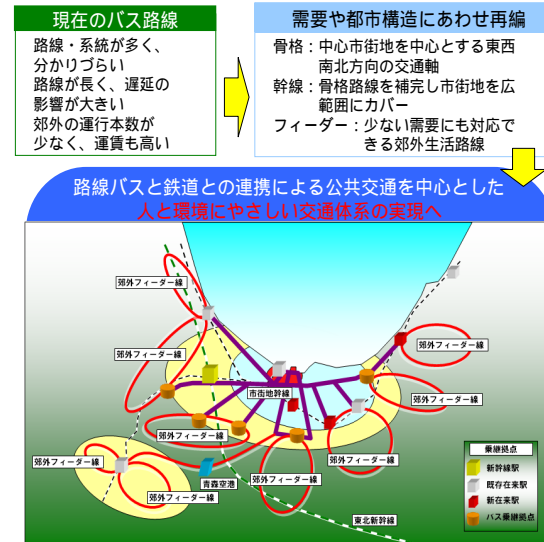 現在のバス路線
路線・系統が多く、
分かりづらい
路線が長く、遅延の
影響が大きい
郊外の運行本数が
少なく、運賃も高い
需要や都市構造にあわせ再編
骨格：中心市街地を中心とする東西
南北方向の交通軸
幹線：骨格路線を補完し市街地を広
範囲にカバー
フィーダー：少ない需要にも対応で
きる郊外生活路線
路線バスと鉄道との連携による公共交通を中心とした
人と環境にやさしい交通体系の実現へ
郊外フィーダー線
郊外フィーダー線
郊外フィーダー線
市街地幹線
郊外フィーダー線
郊外フィーダー線
郊外フィーダー線
郊外フィーダー線
郊外フィーダー線
郊外フィーダー線
青森空港
東北新幹線
乗継拠点
新幹線駅
既存在来駅
新在来駅
バス乗継拠点